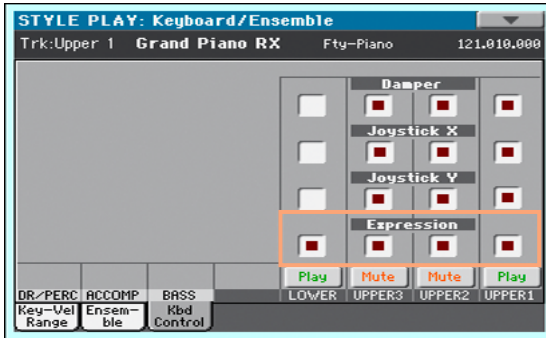 STYLE PLAY: Keyboard/Ensemble
Trk:Upper 1 Grand Piano RX Fty-Piano 121.010.000
Damper
Joystick X
Joystick Y
Expression
Play Mute Mute Play
DR/PERC ACCOMP BASS LOWER UPPER3 UPPER2 UPPER1
Key-Vel Ensem- Kbd
Range ble Control